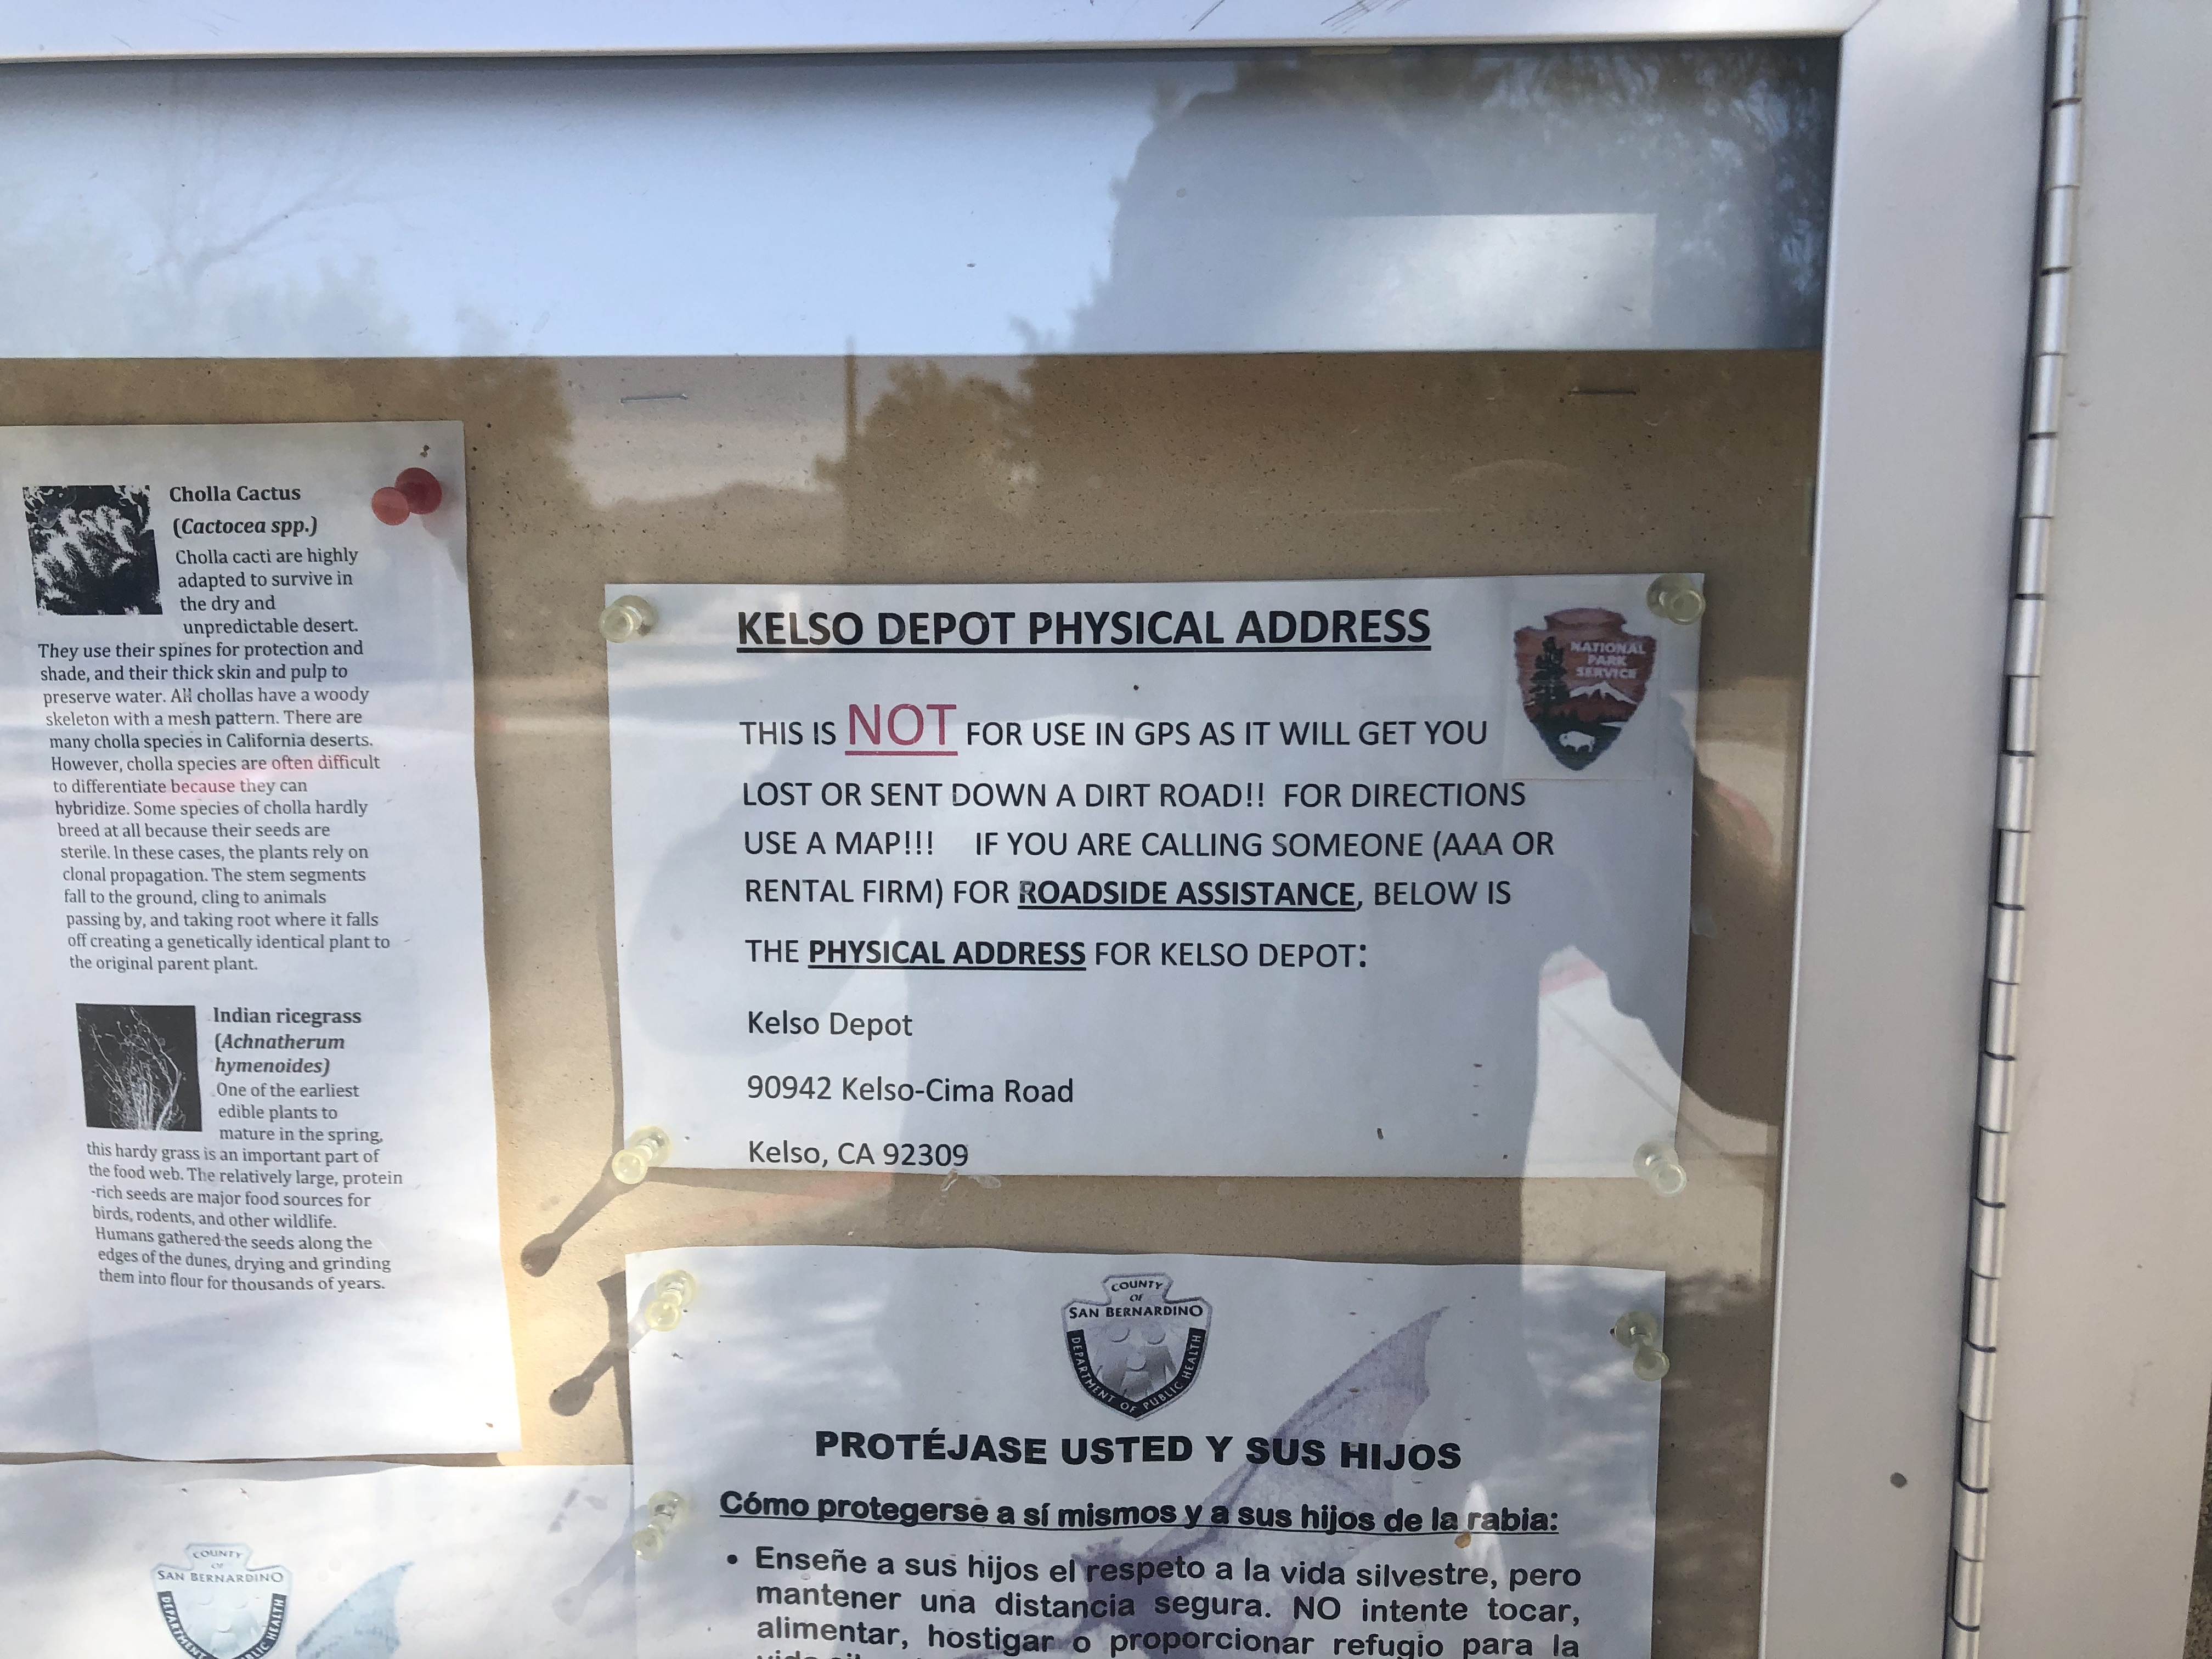 Cholla Cactus
(Cactocea spp.)
Cholla cacti are highly
adapted to survive in
the dry and
unpredictable desert.
They use their spines for protection and
shade, and their thick skin and pulp to
preserve water. All chollas have a woody
skeleton with a mesh pattern. There are
many cholla species in California deserts.
However, cholla species are often difficult
to differentiate because they can
hybridize. Some species of cholla hardly
breed at all because their seeds are
sterile. In these cases, the plants rely on
clonal propagation. The stem segments
fall to the ground, cling to animals
passing by, and taking root where it falls
off creating a genetically identical plant to
the original parent plant.
Indian ricegrass
(Achnatherum
hymenoides)
One of the earliest
edible plants to
mature in the spring,
this hardy grass is an important part of
the food web. The relatively large, protein
-rich seeds are major food sources for
birds, rodents, and other wildlife.
Humans gathered the seeds along the
edges of the dunes, drying and grinding
them into flour for thousands of years.
KELSO DEPOT PHYSICAL ADDRESS
NATIONAL
PARK
SERVICE
THIS IS NOT FOR USE IN GPS AS IT WILL GET YOU
LOST OR SENT DOWN A DIRT ROAD!! FOR DIRECTIONS
USE A MAP!!! IF YOU ARE CALLING SOMEONE (AAA OR
RENTAL FIRM) FOR ROADSIDE ASSISTANCE, BELOW IS
THE PHYSICAL ADDRESS FOR KELSO DEPOT:
Kelso Depot
90942 Kelso-Cima Road
Kelso, CA 92309
COUNTY
OF
SAN BERNARDINO
DEPARTMENT OF PUBLIC HEALTH
PROTÉJASE USTED Y SUS HIJOS
Cómo protegerse a sí mismos y a sus hijos de la rabia:
• Enseñe a sus hijos el respeto a la vida silvestre, pero
mantener una distancia segura. NO intente tocar,
alimentar, hostigar o proporcionar refugio para la
COUNTY
OF
SAN BERNARDINO
PUBLIC HEALTH